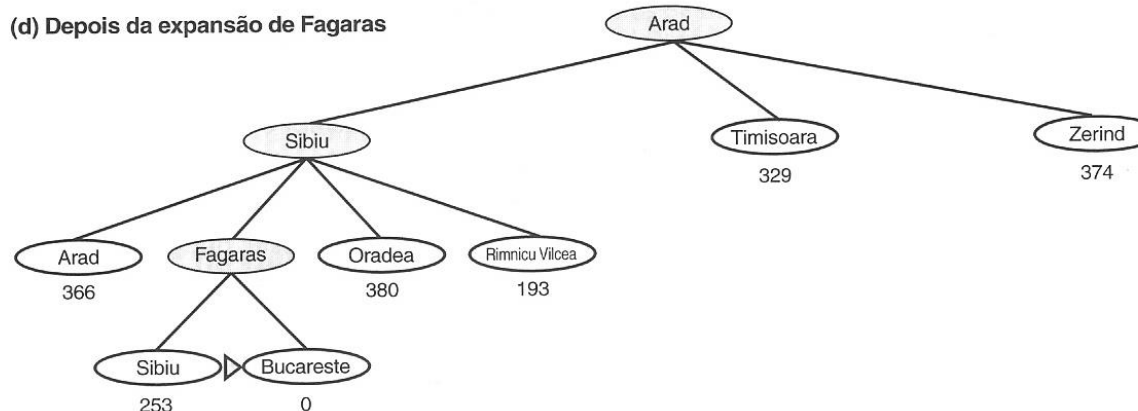 (d) Depois da expansão de Fagaras
Arad
Sibiu
Timisoara
Zerind
329
374
Arad
Fagaras
Oradea
Rimnicu Vilcea
366
380
193
Sibiu
Bucareste
253
0